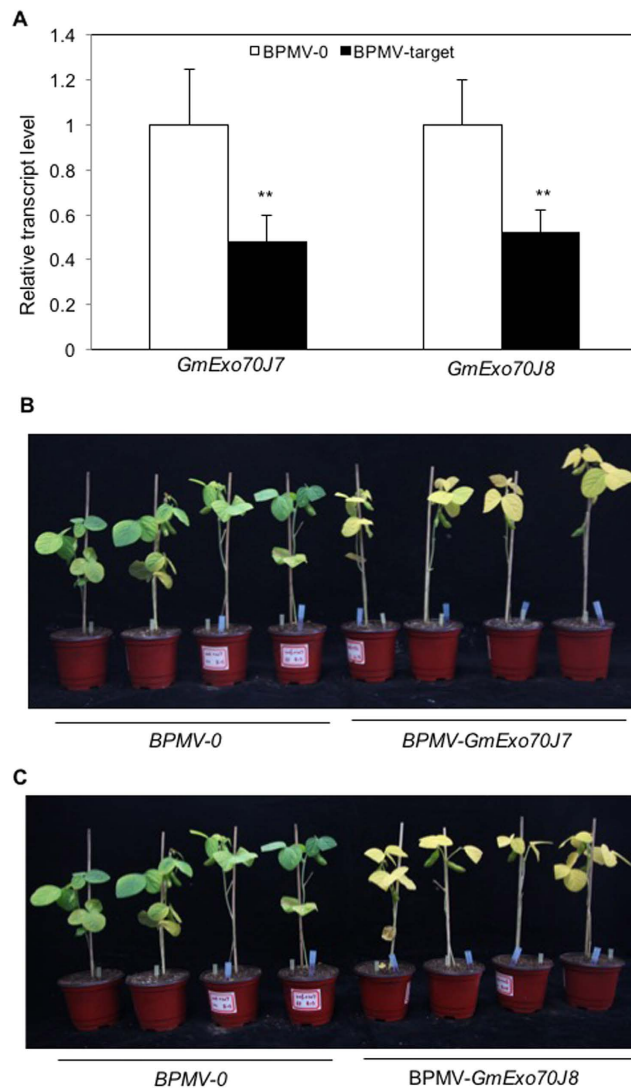 A
1.4
1.2
1
0.8
0.6
0.4
0.2
0
Relative transcript level
BPMV-0 BPMV-target
**
**
GmExo70J7 GmExo70J8
B
BPMV-0 BPMV-GmExo70J7
C
BPMV-0 BPMV-GmExo70J8